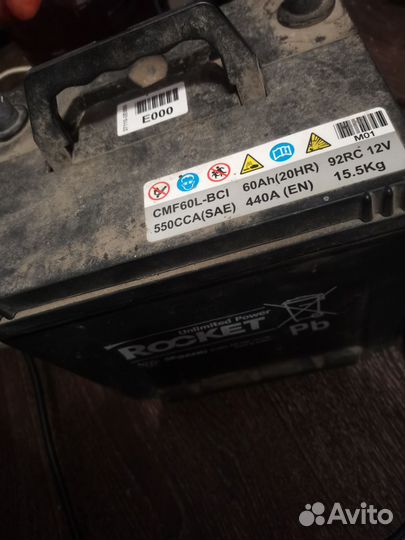 E000
M01
CMF60L-BCI 60Ah(20HR) 92RC 12V
550CCA(SAE) 440A (EN) 15.5Kg
Unlimited Power
ROCKET
Pb
Avito